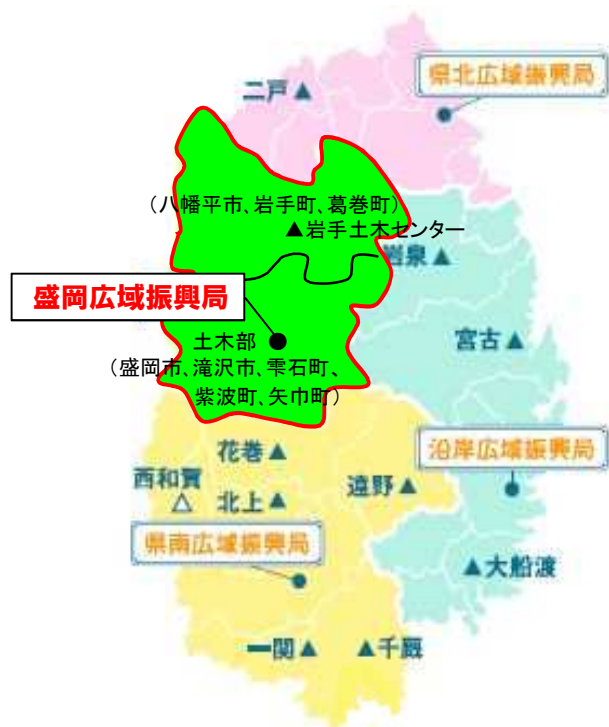 県北広域振興局
二戸▲
(八幡平市、岩手町、葛巻町)
▲岩手土木センター
岩泉▲
盛岡広域振興局
土木部 ●
宮古▲
(盛岡市、滝沢市、雫石町、
紫波町、矢巾町)
花巻▲
沿岸広域振興局
西和賀
△
遠野▲
北上▲
県南広域振興局
▲大船渡
一関▲
▲千厩